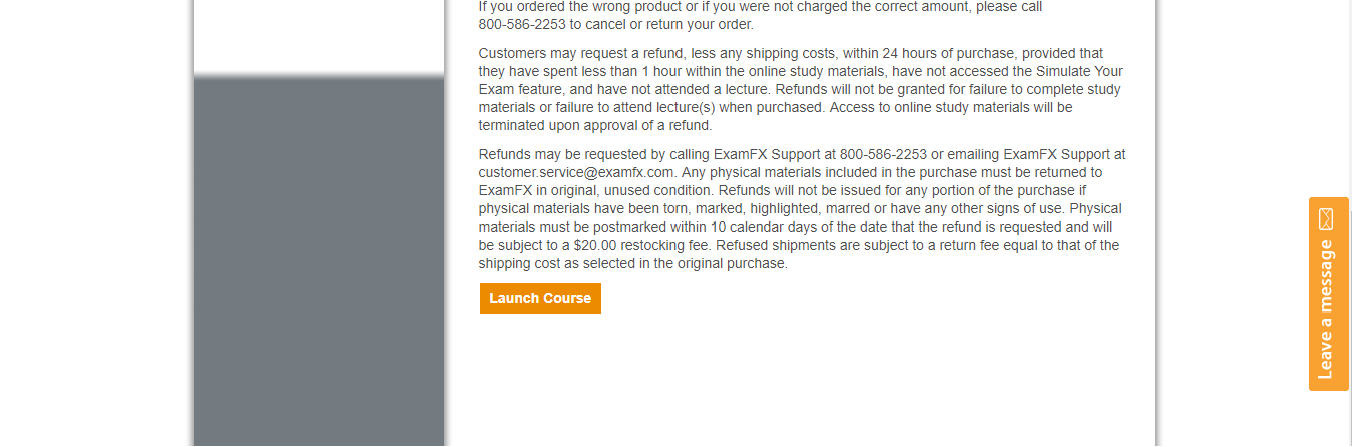 If you ordered the wrong product or if you were not charged the correct amount, please call
800-586-2253 to cancel or return your order.
Customers may request a refund, less any shipping costs, within 24 hours of purchase, provided that
they have spent less than 1 hour within the online study materials, have not accessed the Simulate Your
Exam feature, and have not attended a lecture. Refunds will not be granted for failure to complete study
materials or failure to attend lecture(s) when purchased. Access to online study materials will be
terminated upon approval of a refund.
Refunds may be requested by calling ExamFX Support at 800-586-2253 or emailing ExamFX Support at
customer.service@examfx.com. Any physical materials included in the purchase must be returned to
ExamFX in original, unused condition. Refunds will not be issued for any portion of the purchase if
physical materials have been torn, marked, highlighted, marred or have any other signs of use. Physical
materials must be postmarked within 10 calendar days of the date that the refund is requested and will
be subject to a $20.00 restocking fee. Refused shipments are subject to a return fee equal to that of the
shipping cost as selected in the original purchase.
Launch Course
Leave a message